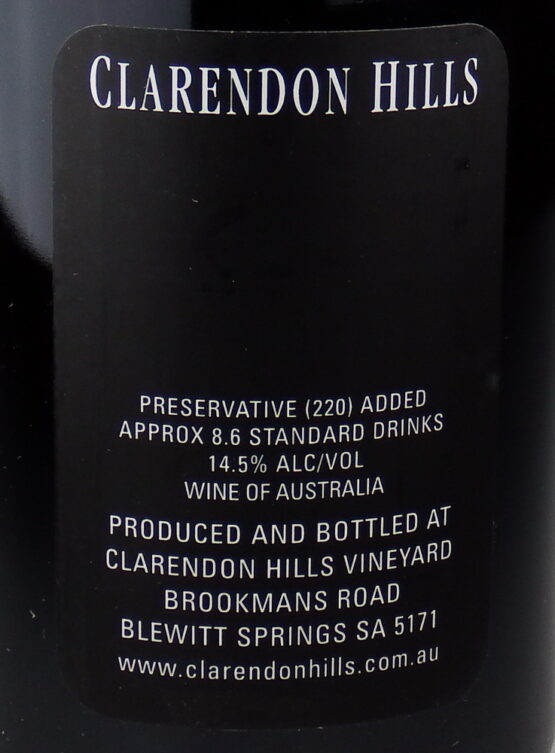 CLARENDON HILLS
PRESERVATIVE (220) ADDED
APPROX 8.6 STANDARD DRINKS
14.5% ALC/VOL
WINE OF AUSTRALIA
PRODUCED AND BOTTLED AT
CLARENDON HILLS VINEYARD
BROOKMANS ROAD
BLEWITT SPRINGS SA 5171
www.clarendonhills.com.au